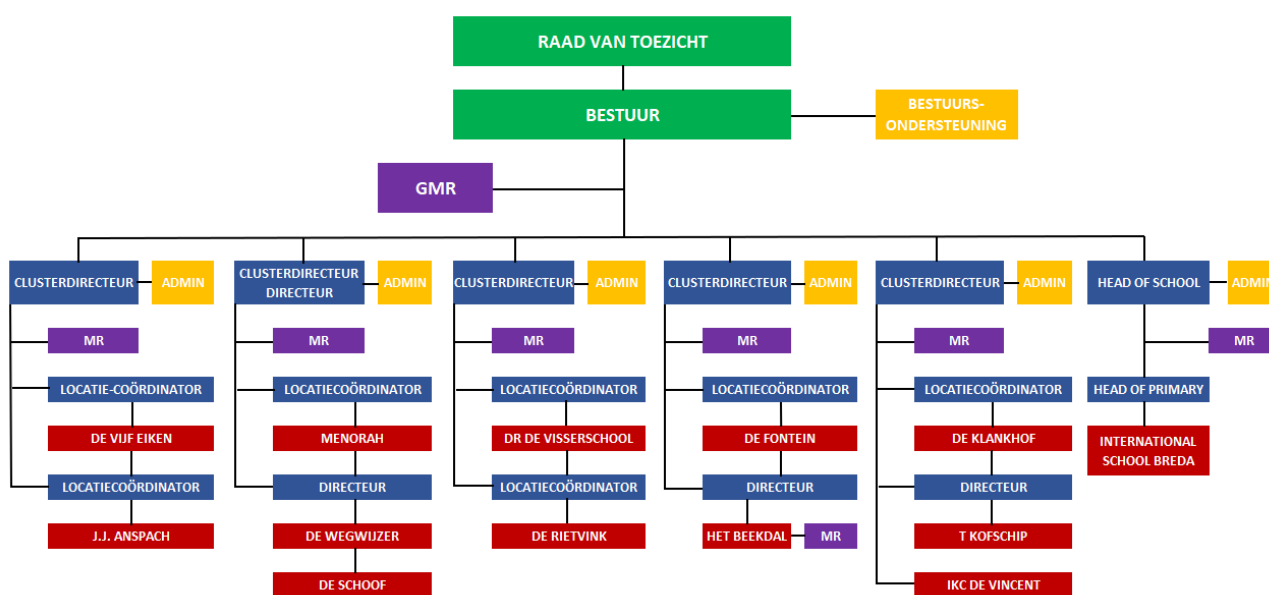 RAAD VAN TOEZICHT
BESTUUR
BESTUURS-
ONDERSTEUNING
GMR
CLUSTERDIRECTEUR
ADMIN
CLUSTERDIRECTEUR
DIRECTEUR
ADMIN
CLUSTERDIRECTEUR
ADMIN
CLUSTERDIRECTEUR
ADMIN
CLUSTERDIRECTEUR
ADMIN
HEAD OF SCHOOL
ADMIN
MR
MR
MR
MR
MR
MR
LOCATIE-COÖRDINATOR
LOCATIECOÖRDINATOR
LOCATIECOÖRDINATOR
LOCATIECOÖRDINATOR
LOCATIECOÖRDINATOR
HEAD OF PRIMARY
DE VIJF EIKEN
MENORAH
DR DE VISSERSCHOOL
DE FONTEIN
DE KLANKHOF
INTERNATIONAL
SCHOOL BREDA
LOCATIECOÖRDINATOR
DIRECTEUR
LOCATIECOÖRDINATOR
DIRECTEUR
DIRECTEUR
J.J. ANSPACH
DE WEGWIJZER
DE RIETVINK
HET BEEKDAL
MR
T KOFSCHIP
DE SCHOOF
IKC DE VINCENT